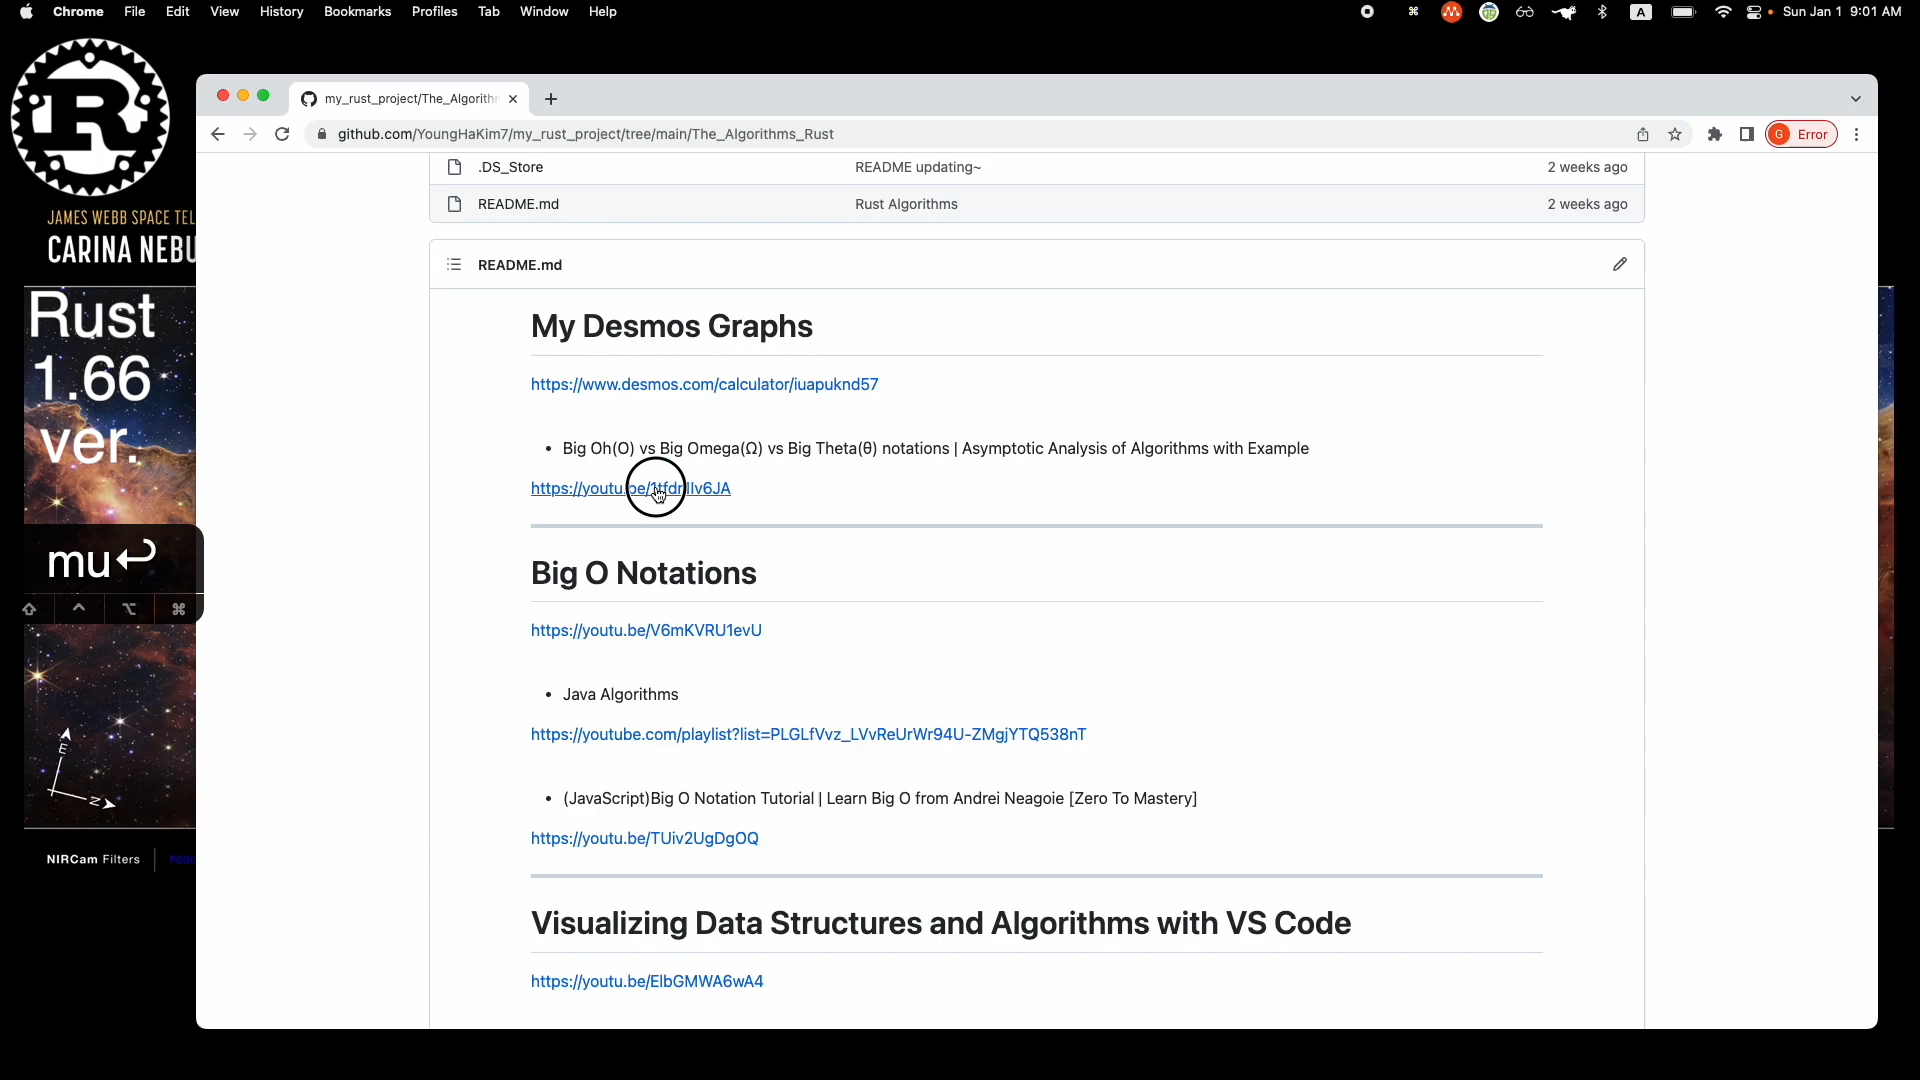 Chrome File Edit View History Bookmarks Profiles Tab Window Help
A
Sun Jan 1 9:01 AM
R
JAMES WEBB SPACE TEL
CARINA NEBU
Rust
1.66
ver.
mu↩
⇧ ⌃ ⌥ ⌘
E
N
NIRCam Filters
my_rust_project/The_Algorith
github.com/YoungHaKim7/my_rust_project/tree/main/The_Algorithms_Rust
G Error
.DS_Store README updating~ 2 weeks ago
README.md Rust Algorithms 2 weeks ago
README.md
My Desmos Graphs
https://www.desmos.com/calculator/iuapuknd57
• Big Oh(O) vs Big Omega(Ω) vs Big Theta(θ) notations | Asymptotic Analysis of Algorithms with Example
Big O Notations
https://youtu.be/V6mKVRU1evU
• Java Algorithms
https://youtube.com/playlist?list=PLGLfVvz_LVvReUrWr94U-ZMgjYTQ538nT
• (JavaScript)Big O Notation Tutorial | Learn Big O from Andrei Neagoie [Zero To Mastery]
https://youtu.be/TUiv2UgDgOQ
Visualizing Data Structures and Algorithms with VS Code
https://youtu.be/ElbGMWA6wA4